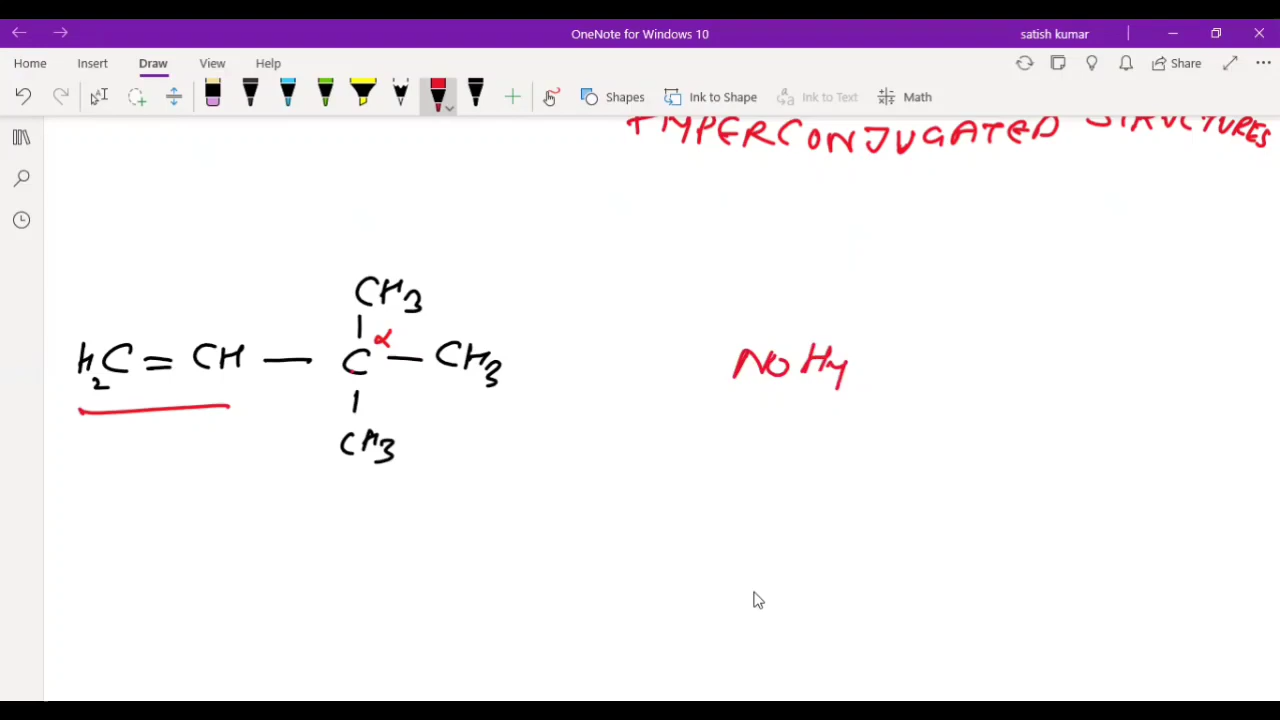 OneNote for Windows 10
satish kumar
Home Insert Draw View Help
Share
Shapes Ink to Shape Ink to Text Math
HYPERCONJUGATED STRUCTURES
CH3
α
H2C = CH — C — CH3
CH3
NO Hy